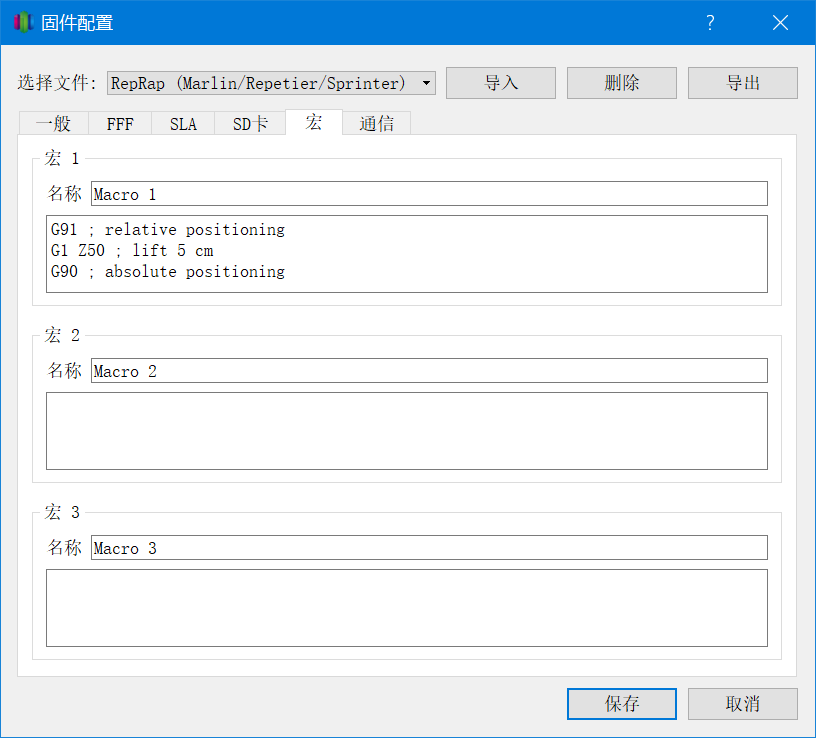 固件配置
选择文件: RepRap (Marlin/Repetier/Sprinter) 导入 删除 导出
一般 FFF SLA SD卡 宏 通信
宏 1
名称 Macro 1
G91 ; relative positioning
G1 Z50 ; lift 5 cm
G90 ; absolute positioning
宏 2
名称 Macro 2
宏 3
名称 Macro 3
保存 取消